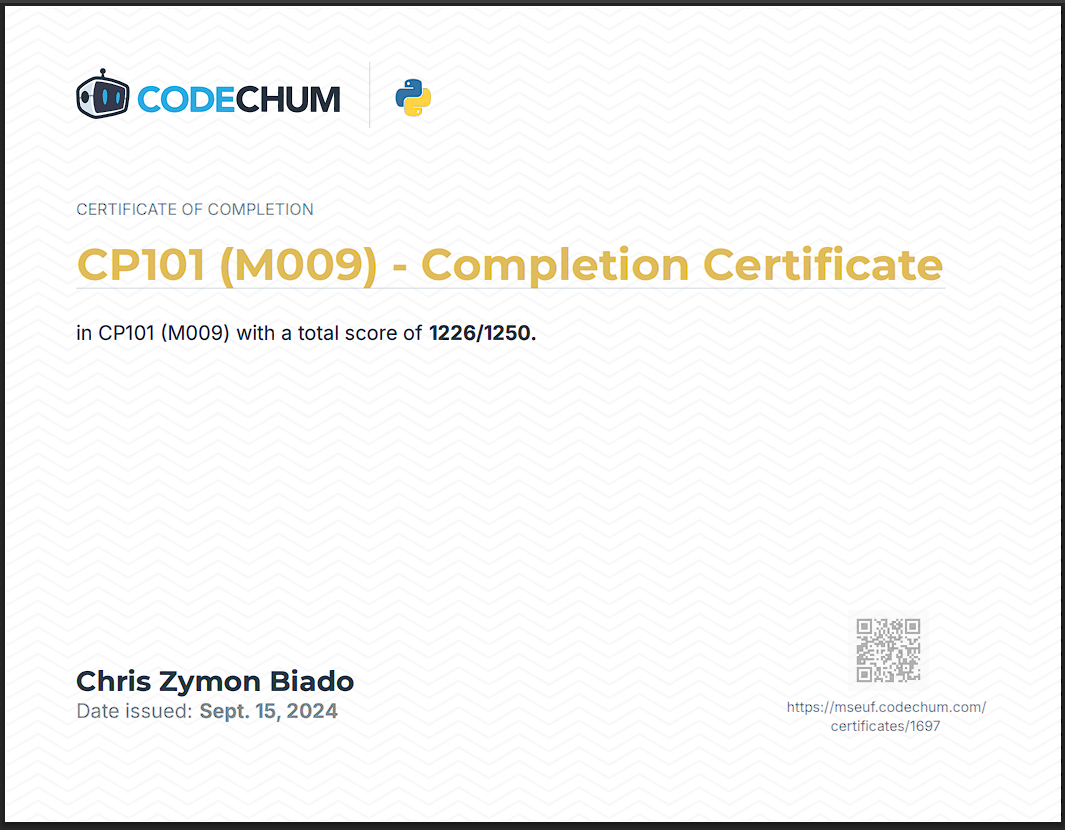 CODECHUM
CERTIFICATE OF COMPLETION
CP101 (M009) - Completion Certificate
in CP101 (M009) with a total score of 1226/1250.
Chris Zymon Biado
Date issued: Sept. 15, 2024
https://mseuf.codechum.com/
certificates/1697